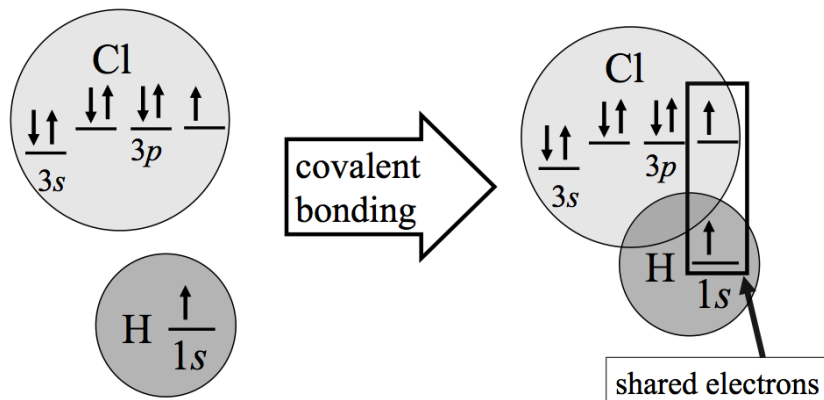 Cl
3s
3p
H
1s
covalent
bonding
Cl
3s
3p
H
1s
shared electrons